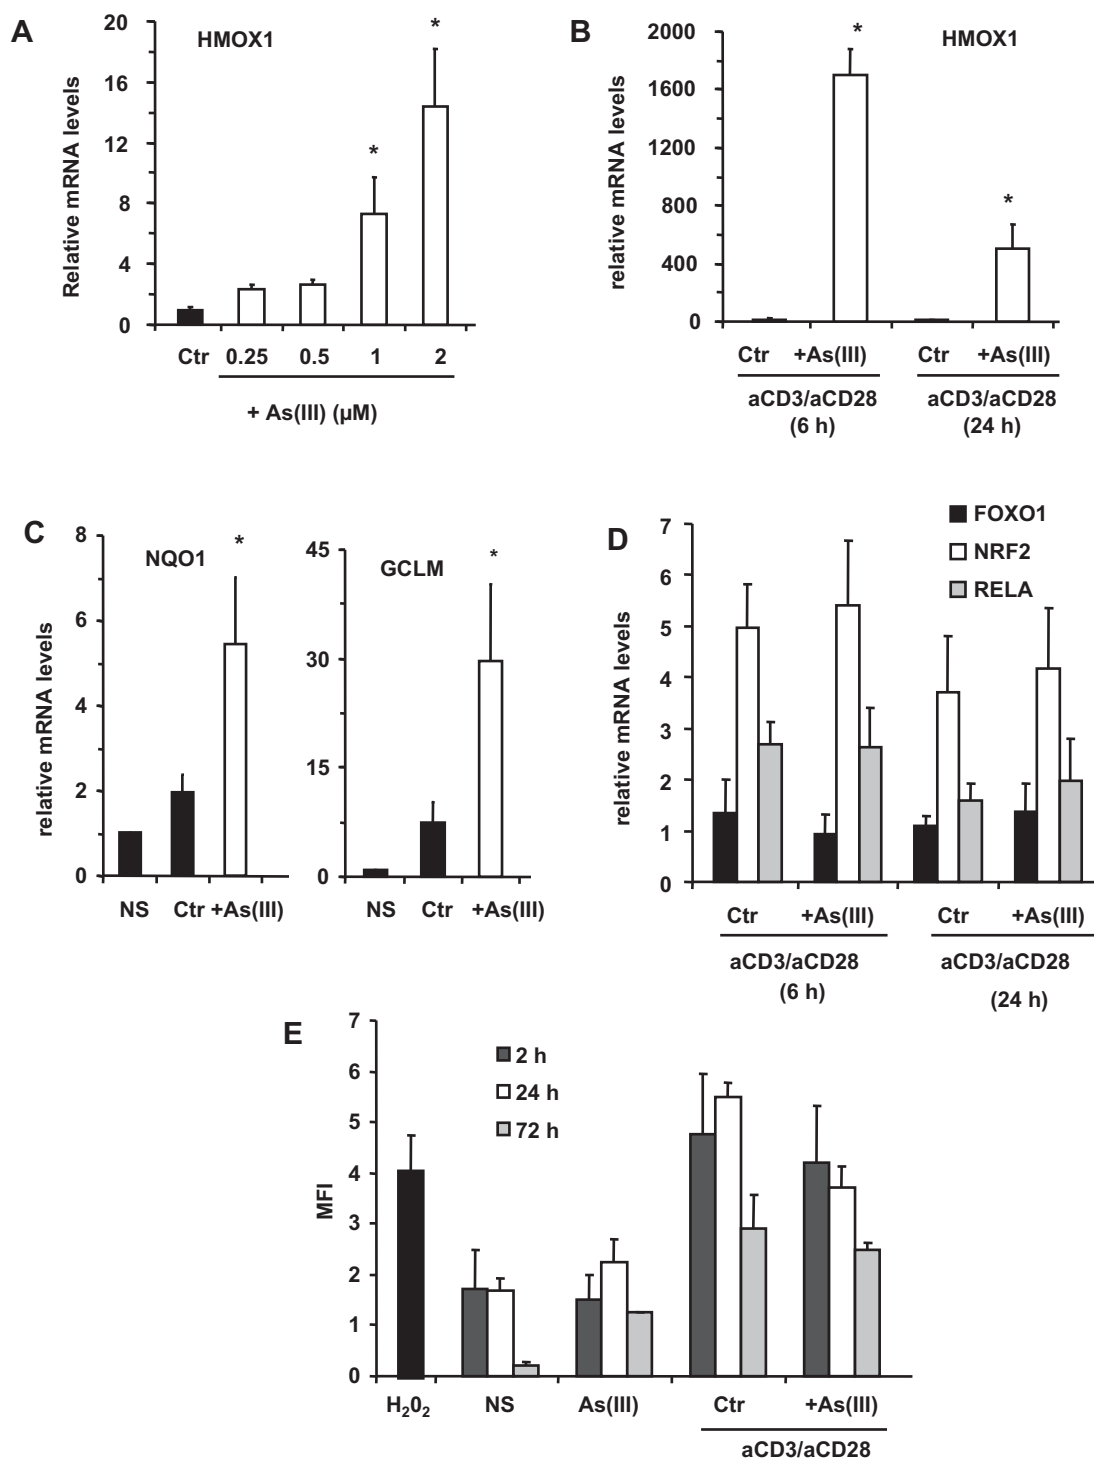 A
HMOX1
Relative mRNA levels
20
16
12
8
4
0
*
*
Ctr 0.25 0.5 1 2
+ As(III) (µM)
B
HMOX1
relative mRNA levels
2000
1600
1200
800
400
0
*
*
Ctr +As(III) Ctr +As(III)
aCD3/aCD28 aCD3/aCD28
(6 h) (24 h)
C
NQO1
relative mRNA levels
8
6
4
2
0
*
NS Ctr +As(III)
GCLM
45
30
15
0
*
NS Ctr +As(III)
D
FOXO1
NRF2
RELA
relative mRNA levels
7
6
5
4
3
2
1
0
Ctr +As(III) Ctr +As(III)
aCD3/aCD28 aCD3/aCD28
(6 h) (24 h)
E
2 h
24 h
72 h
MFI
7
6
5
4
3
2
1
0
H₂0₂ NS As(III) Ctr +As(III)
aCD3/aCD28